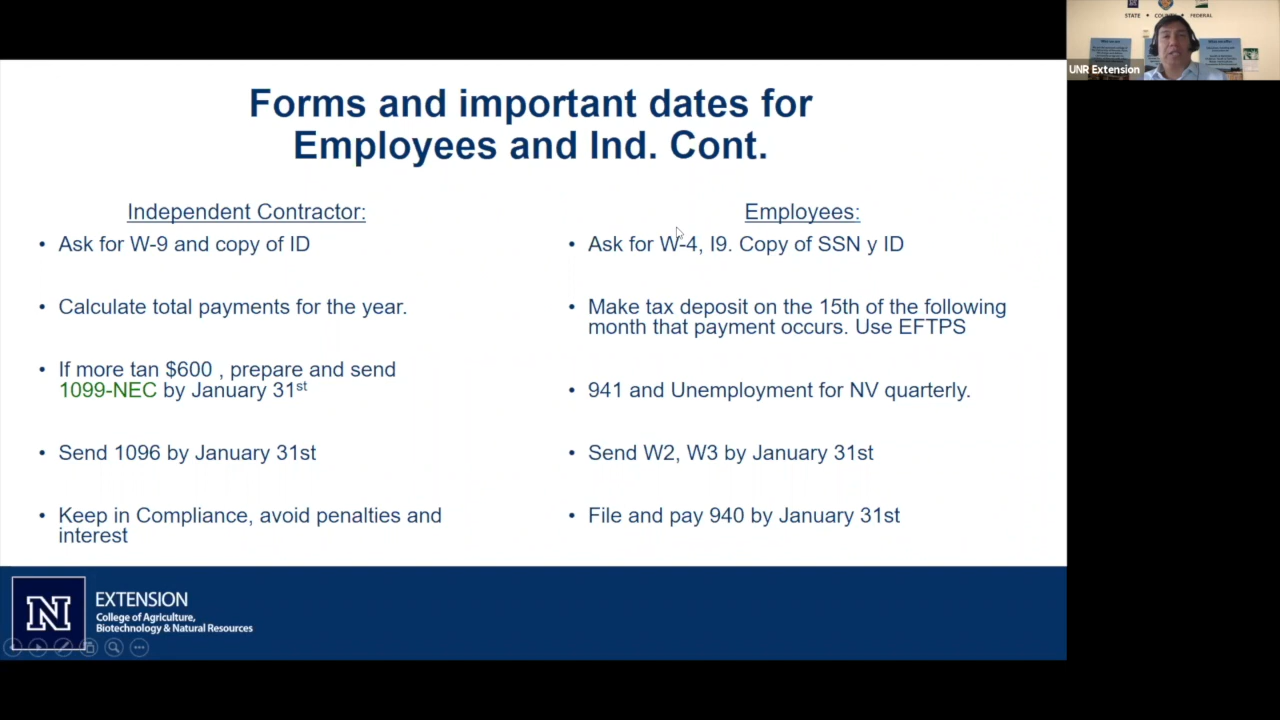 Forms and important dates for
Employees and Ind. Cont.
Independent Contractor:
• Ask for W-9 and copy of ID
• Calculate total payments for the year.
• If more tan $600 , prepare and send
1099-NEC by January 31st
• Send 1096 by January 31st
• Keep in Compliance, avoid penalties and
interest
Employees:
• Ask for W-4, I9. Copy of SSN y ID
• Make tax deposit on the 15th of the following
month that payment occurs. Use EFTPS
• 941 and Unemployment for NV quarterly.
• Send W2, W3 by January 31st
• File and pay 940 by January 31st
N
EXTENSION
College of Agriculture,
Biotechnology & Natural Resources
STATE • COUNTY • FEDERAL
UNR Extension